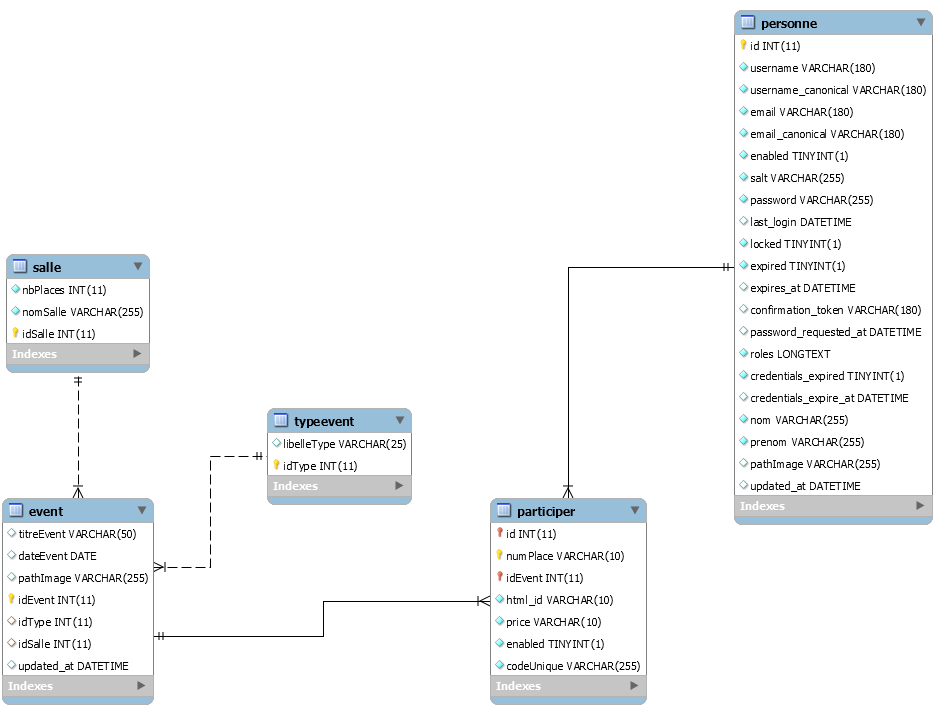 personne
id INT(11)
username VARCHAR(180)
username_canonical VARCHAR(180)
email VARCHAR(180)
email_canonical VARCHAR(180)
enabled TINYINT(1)
salt VARCHAR(255)
password VARCHAR(255)
last_login DATETIME
locked TINYINT(1)
expired TINYINT(1)
expires_at DATETIME
confirmation_token VARCHAR(180)
password_requested_at DATETIME
roles LONGTEXT
credentials_expired TINYINT(1)
credentials_expire_at DATETIME
nom VARCHAR(255)
prenom VARCHAR(255)
pathImage VARCHAR(255)
updated_at DATETIME
Indexes
salle
nbPlaces INT(11)
nomSalle VARCHAR(255)
idSalle INT(11)
Indexes
typeevent
libelleType VARCHAR(25)
idType INT(11)
Indexes
event
titreEvent VARCHAR(50)
dateEvent DATE
pathImage VARCHAR(255)
idEvent INT(11)
idType INT(11)
idSalle INT(11)
updated_at DATETIME
Indexes
participer
id INT(11)
numPlace VARCHAR(10)
idEvent INT(11)
html_id VARCHAR(10)
price VARCHAR(10)
enabled TINYINT(1)
codeUnique VARCHAR(255)
Indexes